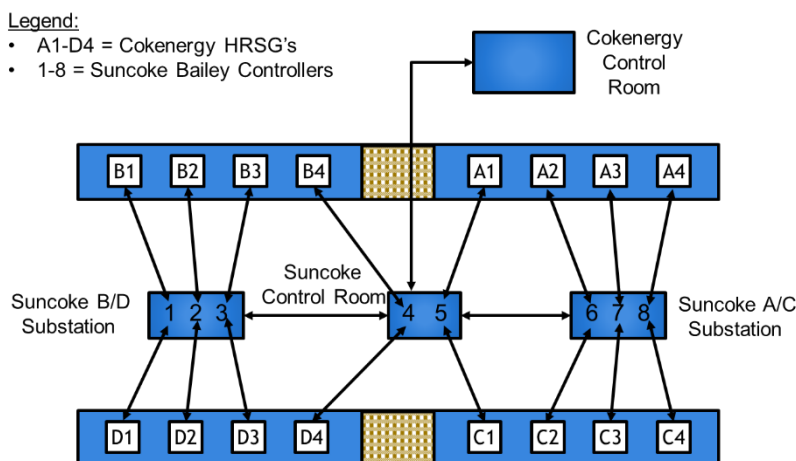 Legend:
• A1-D4 = Cokenergy HRSG's
• 1-8 = Suncoke Bailey Controllers
Cokenergy
Control
Room
B1 B2 B3 B4 A1 A2 A3 A4
Suncoke B/D
Substation
1 2 3
Suncoke
Control Room
4 5
6 7 8
Suncoke A/C
Substation
D1 D2 D3 D4 C1 C2 C3 C4